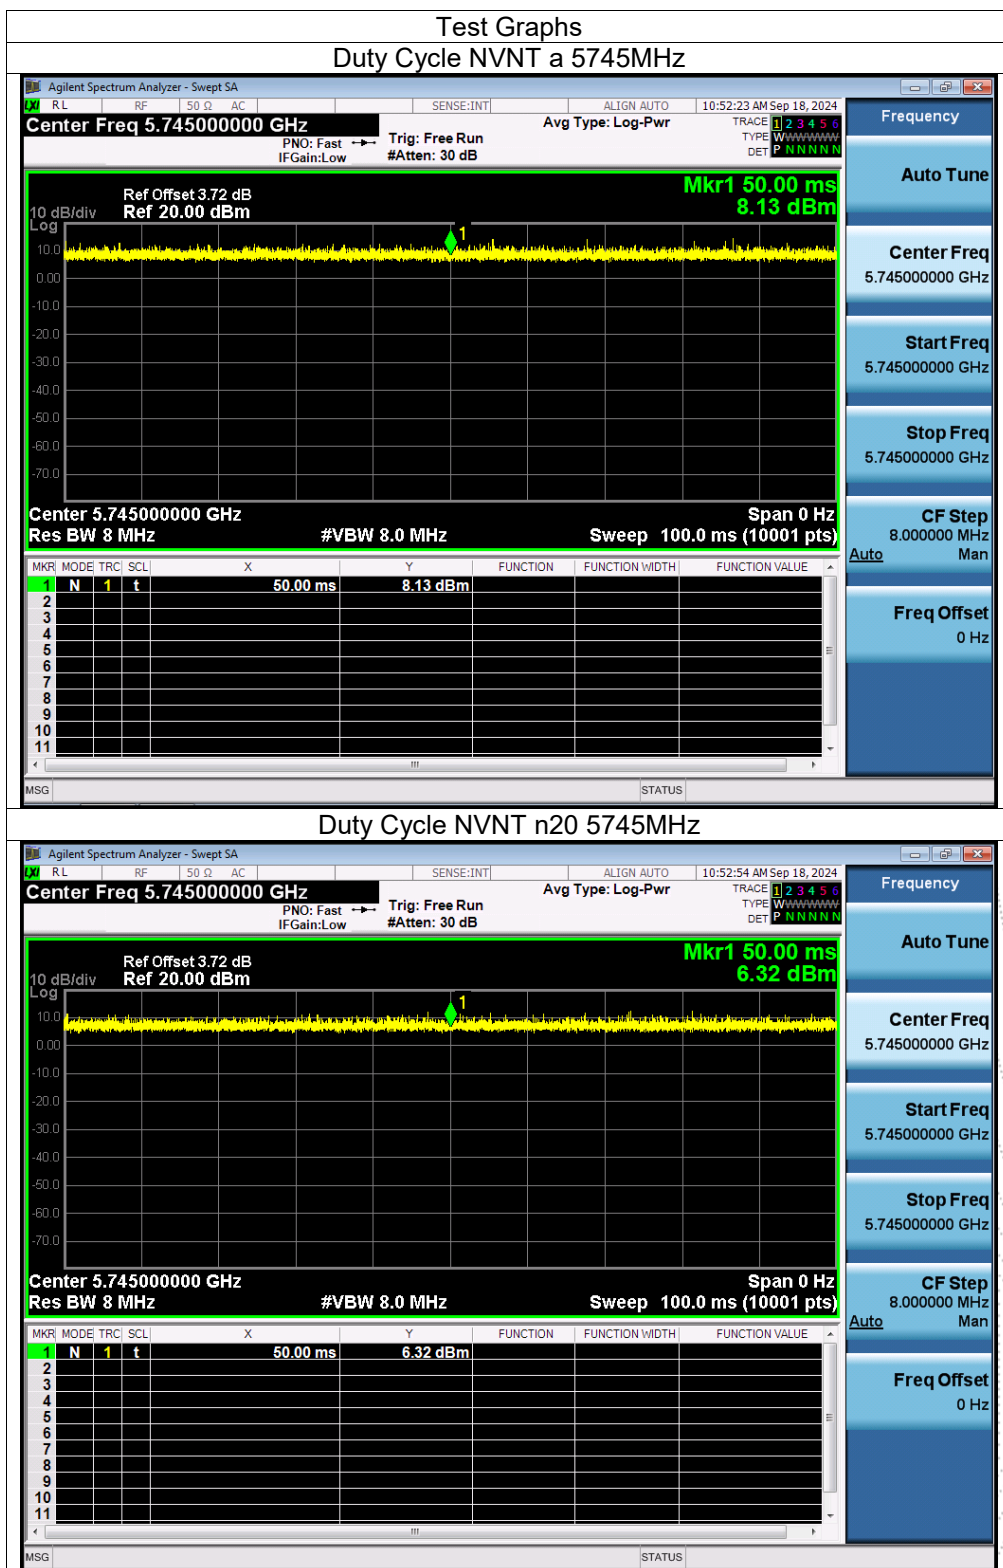 Test Graphs
Duty Cycle NVNT a 5745MHz
Agilent Spectrum Analyzer - Swept SA
LXI RL RF 50 Ω AC SENSE:INT ALIGN AUTO 10:52:23 AM Sep 18, 2024
Center Freq 5.745000000 GHz Avg Type: Log-Pwr TRACE 1 2 3 4 5 6
PNO: Fast Trig: Free Run TYPE WWWWWW
IFGain:Low #Atten: 30 dB DET P N N N N N
Frequency
Mkr1 50.00 ms
8.13 dBm
Ref Offset 3.72 dB
10 dB/div Ref 20.00 dBm
Log
1
10.0
0.00
-10.0
-20.0
-30.0
-40.0
-50.0
-60.0
-70.0
Center 5.745000000 GHz Span 0 Hz
Res BW 8 MHz #VBW 8.0 MHz Sweep 100.0 ms (10001 pts)
MKR MODE TRC SCL X Y FUNCTION FUNCTION WIDTH FUNCTION VALUE
1 N 1 t 50.00 ms 8.13 dBm
2
3
4
5
6
7
8
9
10
11
MSG STATUS
Auto Tune
Center Freq
5.745000000 GHz
Start Freq
5.745000000 GHz
Stop Freq
5.745000000 GHz
CF Step
8.000000 MHz
Auto Man
Freq Offset
0 Hz
Duty Cycle NVNT n20 5745MHz
Agilent Spectrum Analyzer - Swept SA
LXI RL RF 50 Ω AC SENSE:INT ALIGN AUTO 10:52:54 AM Sep 18, 2024
Center Freq 5.745000000 GHz Avg Type: Log-Pwr TRACE 1 2 3 4 5 6
PNO: Fast Trig: Free Run TYPE WWWWWW
IFGain:Low #Atten: 30 dB DET P N N N N N
Frequency
Mkr1 50.00 ms
6.32 dBm
Ref Offset 3.72 dB
10 dB/div Ref 20.00 dBm
Log
1
10.0
0.00
-10.0
-20.0
-30.0
-40.0
-50.0
-60.0
-70.0
Center 5.745000000 GHz Span 0 Hz
Res BW 8 MHz #VBW 8.0 MHz Sweep 100.0 ms (10001 pts)
MKR MODE TRC SCL X Y FUNCTION FUNCTION WIDTH FUNCTION VALUE
1 N 1 t 50.00 ms 6.32 dBm
2
3
4
5
6
7
8
9
10
11
MSG STATUS
Auto Tune
Center Freq
5.745000000 GHz
Start Freq
5.745000000 GHz
Stop Freq
5.745000000 GHz
CF Step
8.000000 MHz
Auto Man
Freq Offset
0 Hz